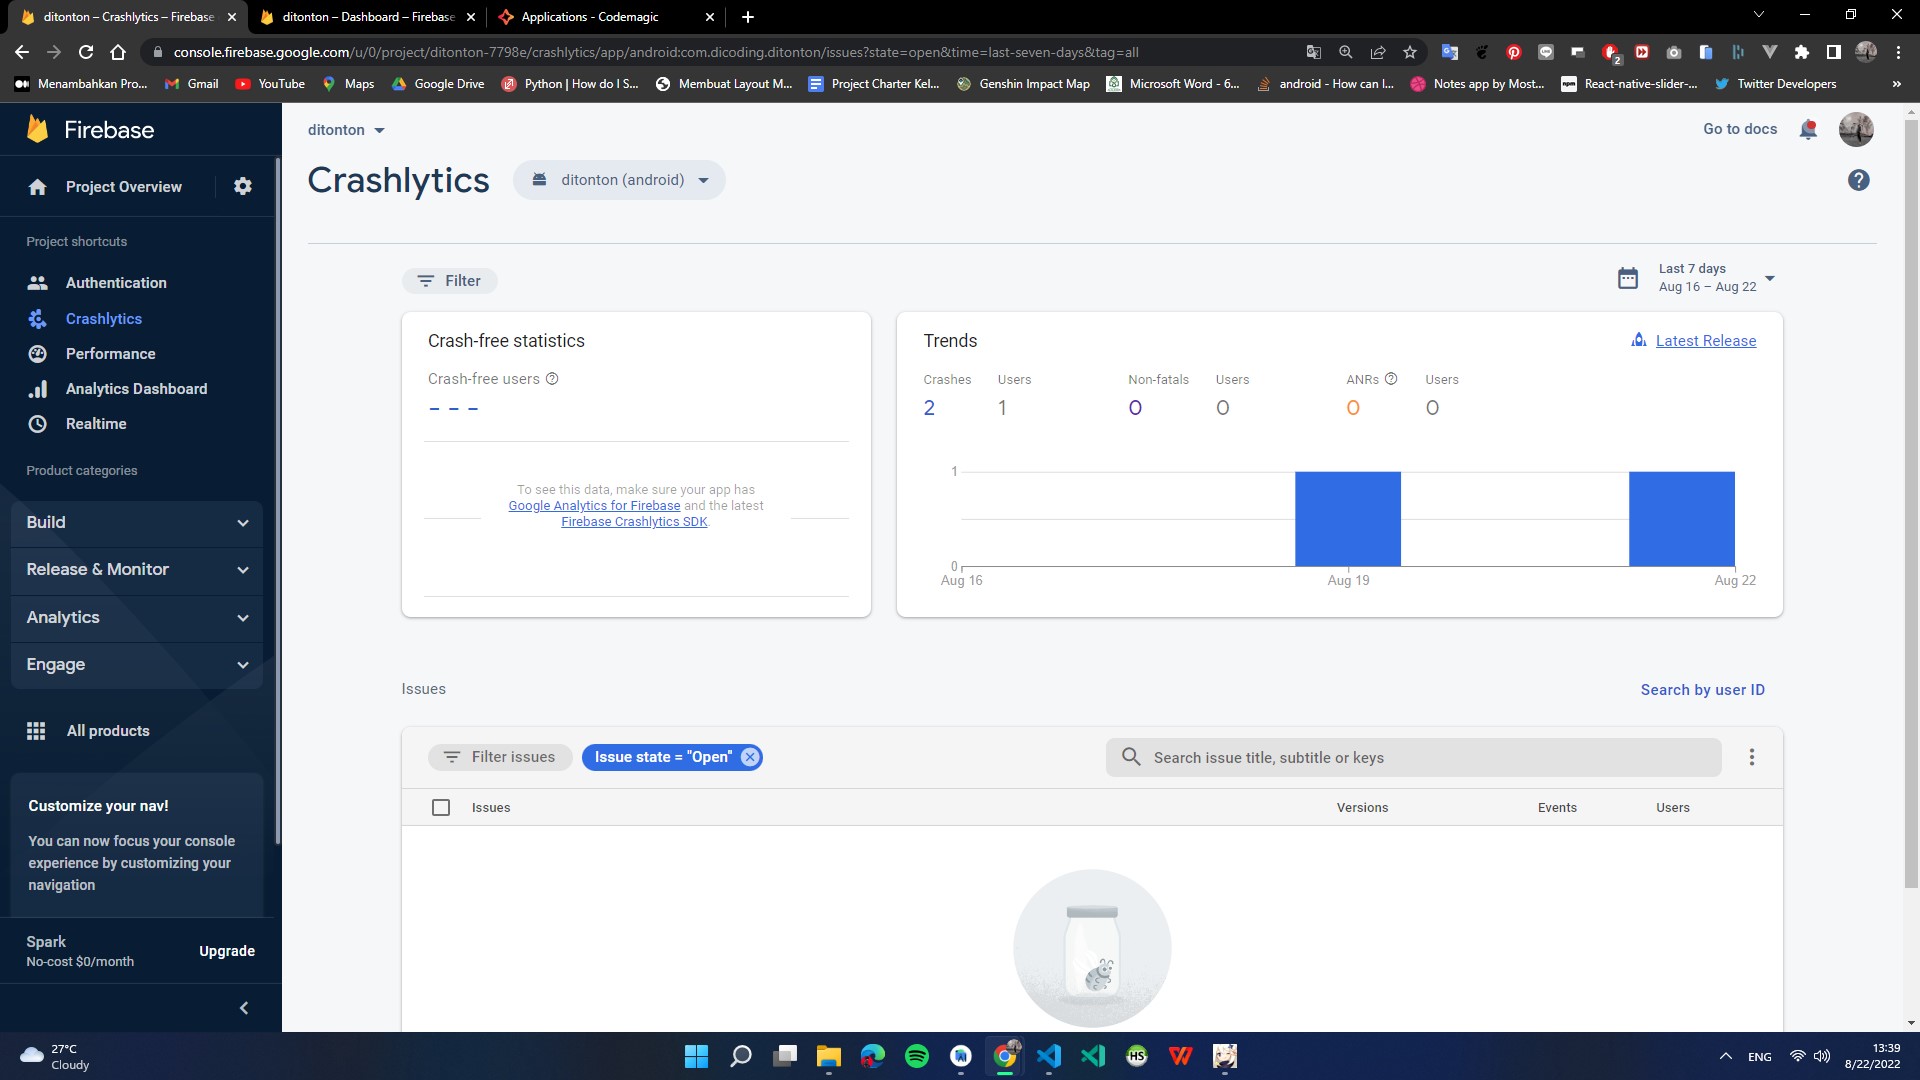 ditonton – Crashlytics – Firebase
ditonton – Dashboard – Firebase
Applications - Codemagic
console.firebase.google.com/u/0/project/ditonton-7798e/crashlytics/app/android:com.dicoding.ditonton/issues?state=open&time=last-seven-days&tag=all
2
Menambahkan Pro...
Gmail
YouTube
Maps
Google Drive
Python | How do I S...
Membuat Layout M...
Project Charter Kel...
Genshin Impact Map
Microsoft Word - 6...
android - How can I...
Notes app by Most...
React-native-slider-...
Twitter Developers
»
Firebase
Project Overview
Project shortcuts
Authentication
Crashlytics
Performance
Analytics Dashboard
Realtime
Product categories
Build
Release & Monitor
Analytics
Engage
All products
Customize your nav!
You can now focus your console
experience by customizing your
navigation
Spark
No-cost $0/month
Upgrade
ditonton
Go to docs
Crashlytics
ditonton (android)
Filter
Last 7 days
Aug 16 – Aug 22
Crash-free statistics
Crash-free users
– – –
To see this data, make sure your app has
Google Analytics for Firebase and the latest
Firebase Crashlytics SDK.
Trends
Latest Release
Crashes
Users
Non-fatals
Users
ANRs
Users
2
1
0
0
0
0
1
0
Aug 16
Aug 19
Aug 22
Issues
Search by user ID
Filter issues
Issue state = "Open"
Search issue title, subtitle or keys
Issues
Versions
Events
Users
27°C
Cloudy
HS
ENG
13:39
8/22/2022